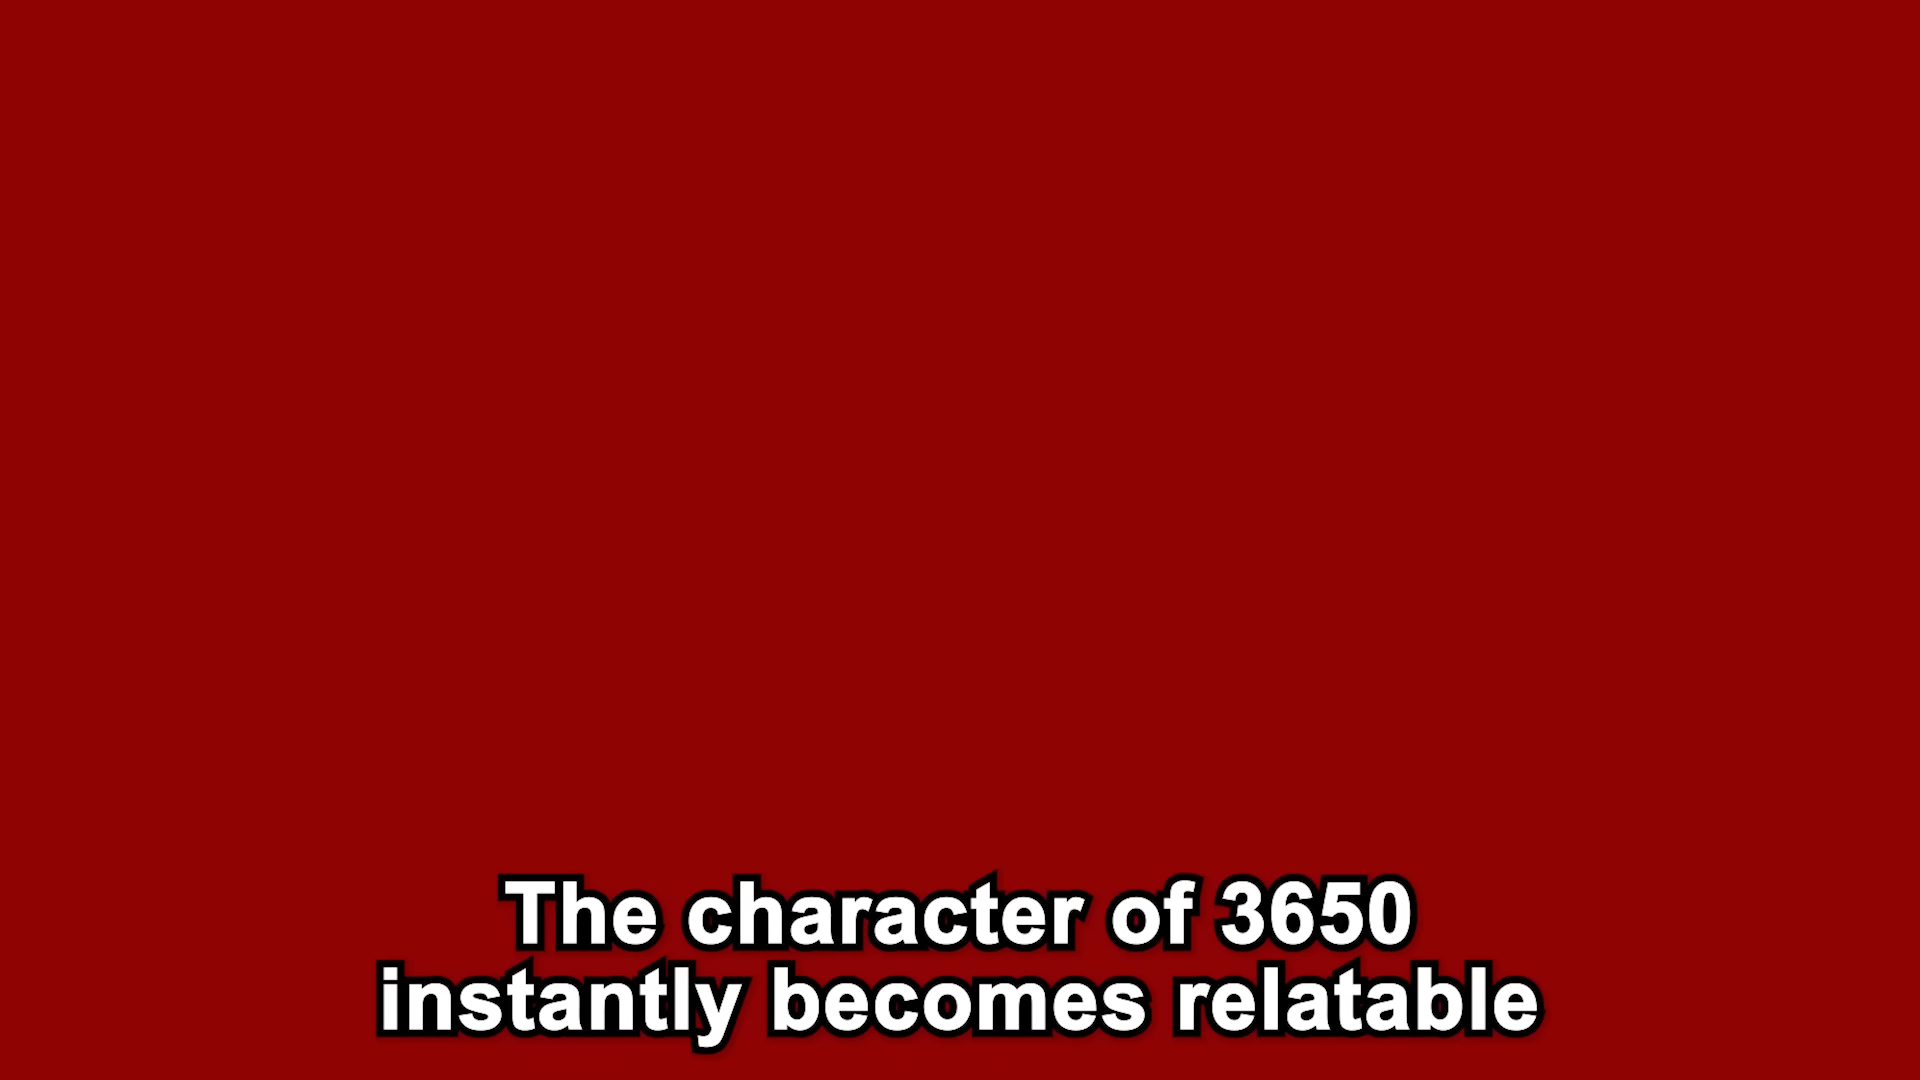 The character of 3650
instantly becomes relatable